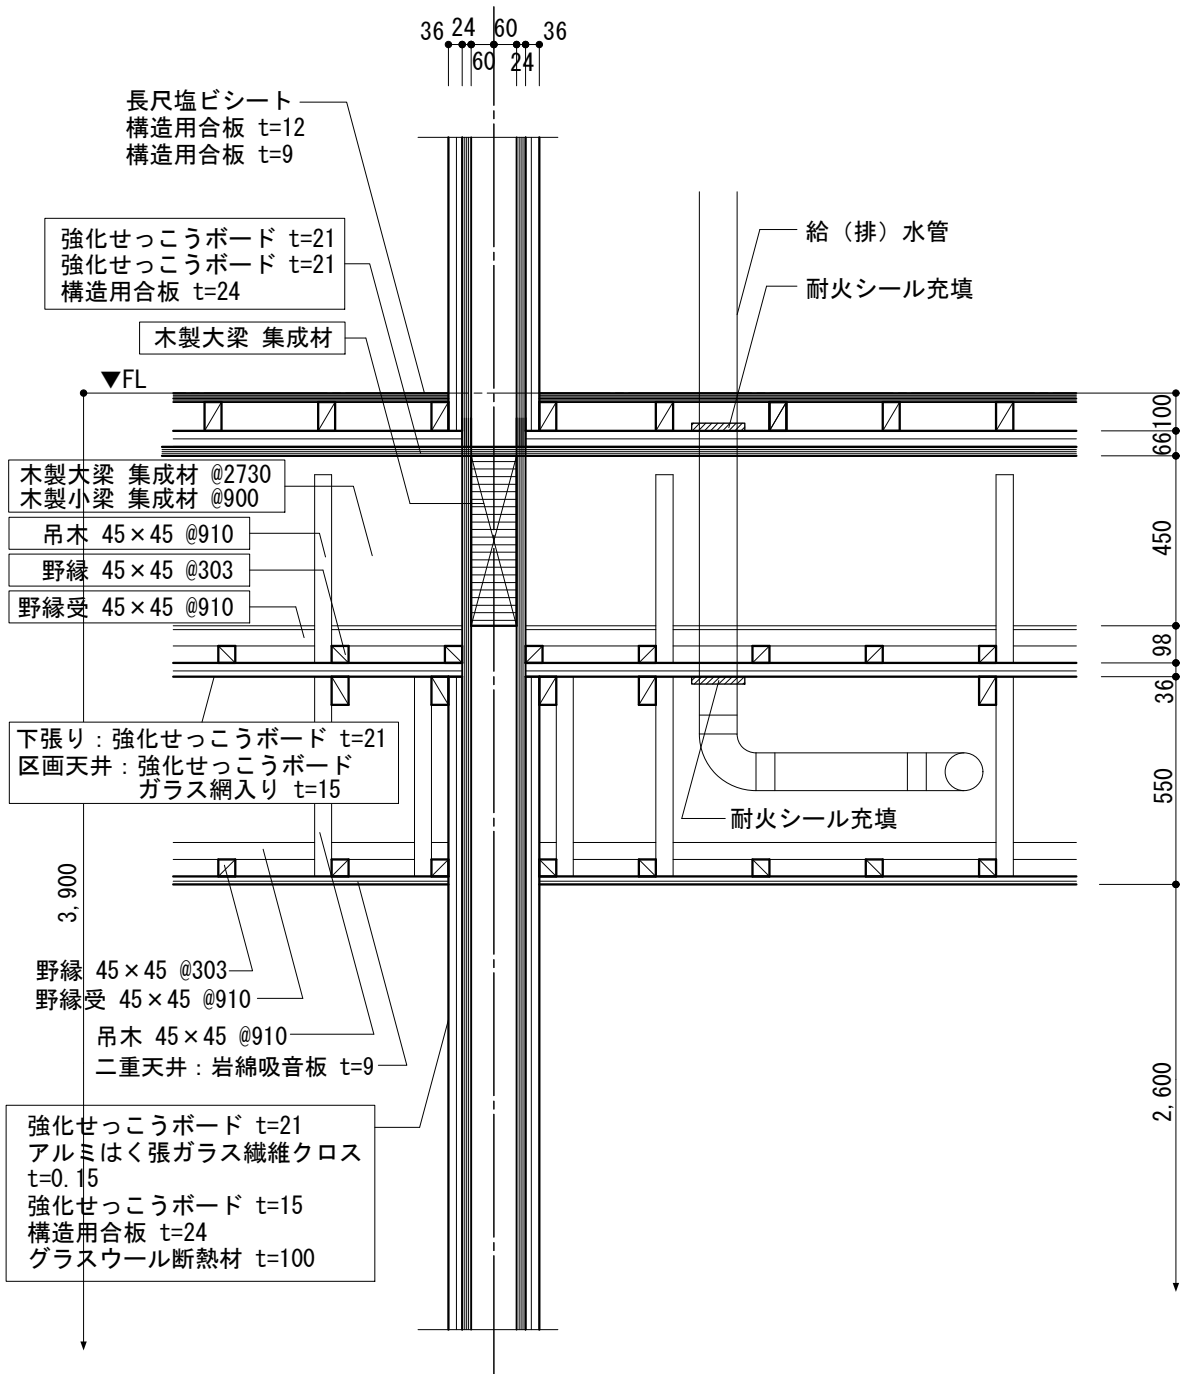 36 24 60 36
60 24
長尺塩ビシート
構造用合板 t=12
構造用合板 t=9
強化せっこうボード t=21
強化せっこうボード t=21
構造用合板 t=24
木製大梁 集成材
給（排）水管
耐火シール充填
▼FL
木製大梁 集成材 @2730
木製小梁 集成材 @900
吊木 45×45 @910
野縁 45×45 @303
野縁受 45×45 @910
下張り：強化せっこうボード t=21
区画天井：強化せっこうボード
ガラス網入り t=15
耐火シール充填
100
66
450
98
36
550
2,600
3,900
野縁 45×45 @303
野縁受 45×45 @910
吊木 45×45 @910
二重天井：岩綿吸音板 t=9
強化せっこうボード t=21
アルミはく張ガラス繊維クロス
t=0.15
強化せっこうボード t=15
構造用合板 t=24
グラスウール断熱材 t=100